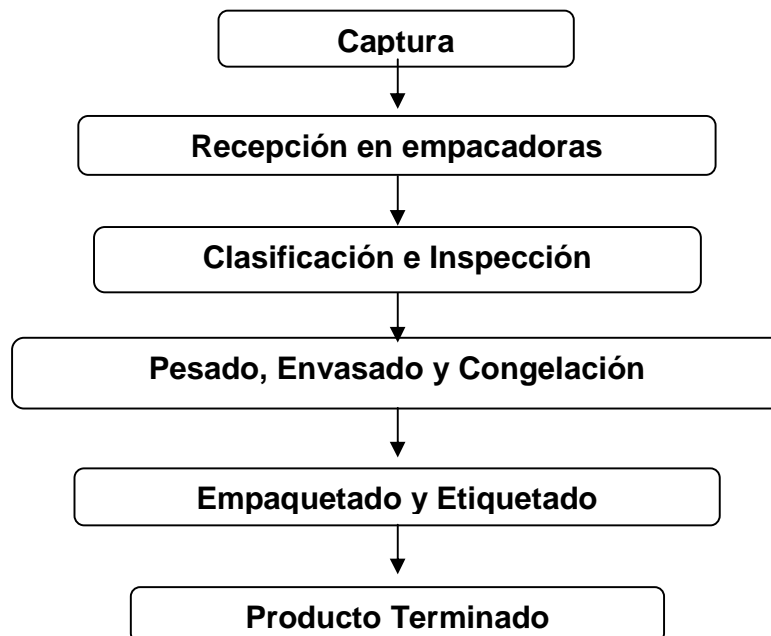 Captura
Recepción en empacadoras
Clasificación e Inspección
Pesado, Envasado y Congelación
Empaquetado y Etiquetado
Producto Terminado